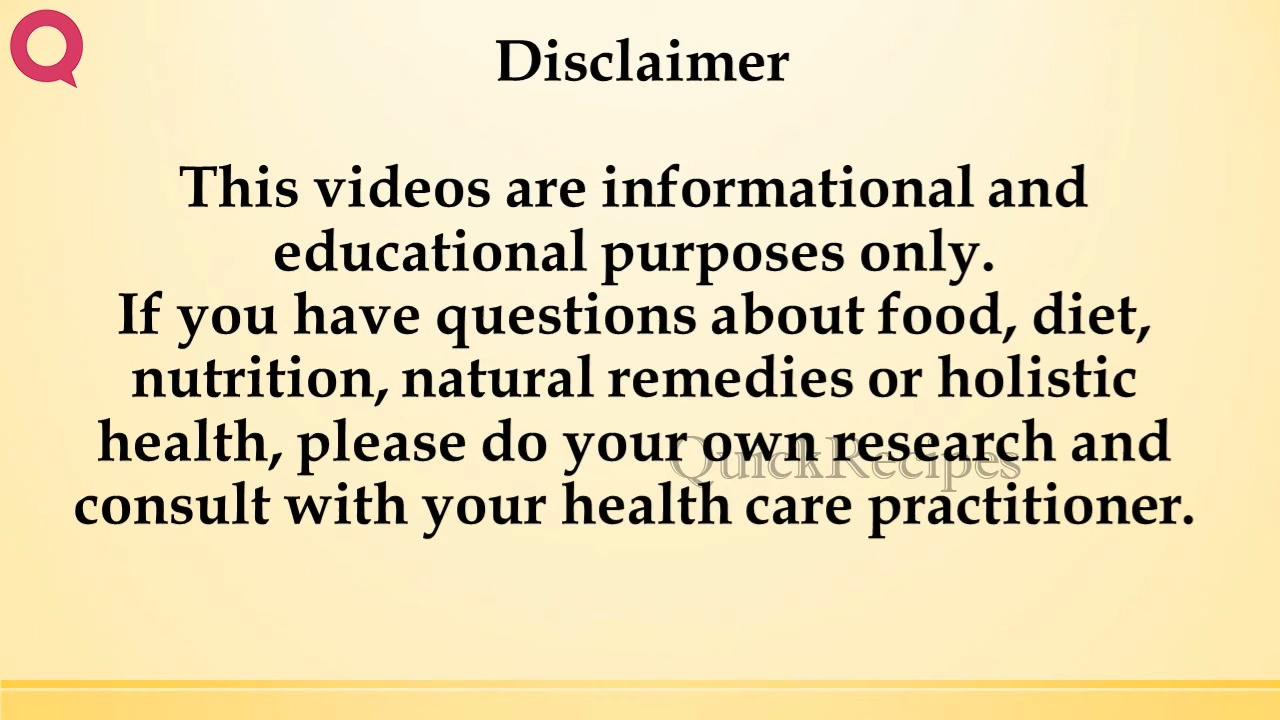 Disclaimer
This videos are informational and
educational purposes only.
If you have questions about food, diet,
nutrition, natural remedies or holistic
health, please do your own research and
QuickRecipes
consult with your health care practitioner.